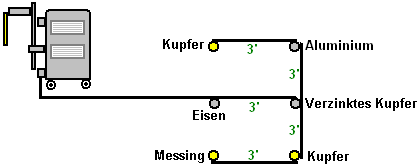 Kupfer 3' Aluminium
3'
Eisen 3' Verzinktes Kupfer
3'
Messing 3' Kupfer